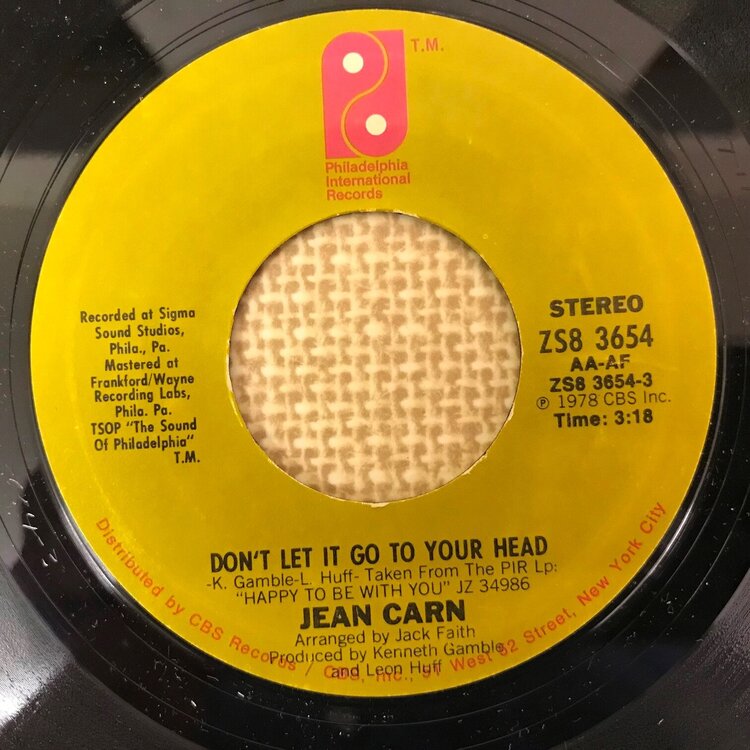 T.M.
Philadelphia
International
Records
Recorded at Sigma
Sound Studios,
Phila., Pa.
Mastered at
Frankford/Wayne
Recording Labs,
Phila. Pa.
TSOP "The Sound
Of Philadelphia"
T.M.
STEREO
ZS8 3654
AA-AF
ZS8 3654-3
℗ 1978 CBS Inc.
Time: 3:18
DON'T LET IT GO TO YOUR HEAD
-K. Gamble-L. Huff- Taken From The PIR Lp:
"HAPPY TO BE WITH YOU" JZ 34986
JEAN CARN
Arranged by Jack Faith
Produced by Kenneth Gamble
and Leon Huff
Distributed by CBS Records / CBS, Inc., 51 West 52 Street, New York City